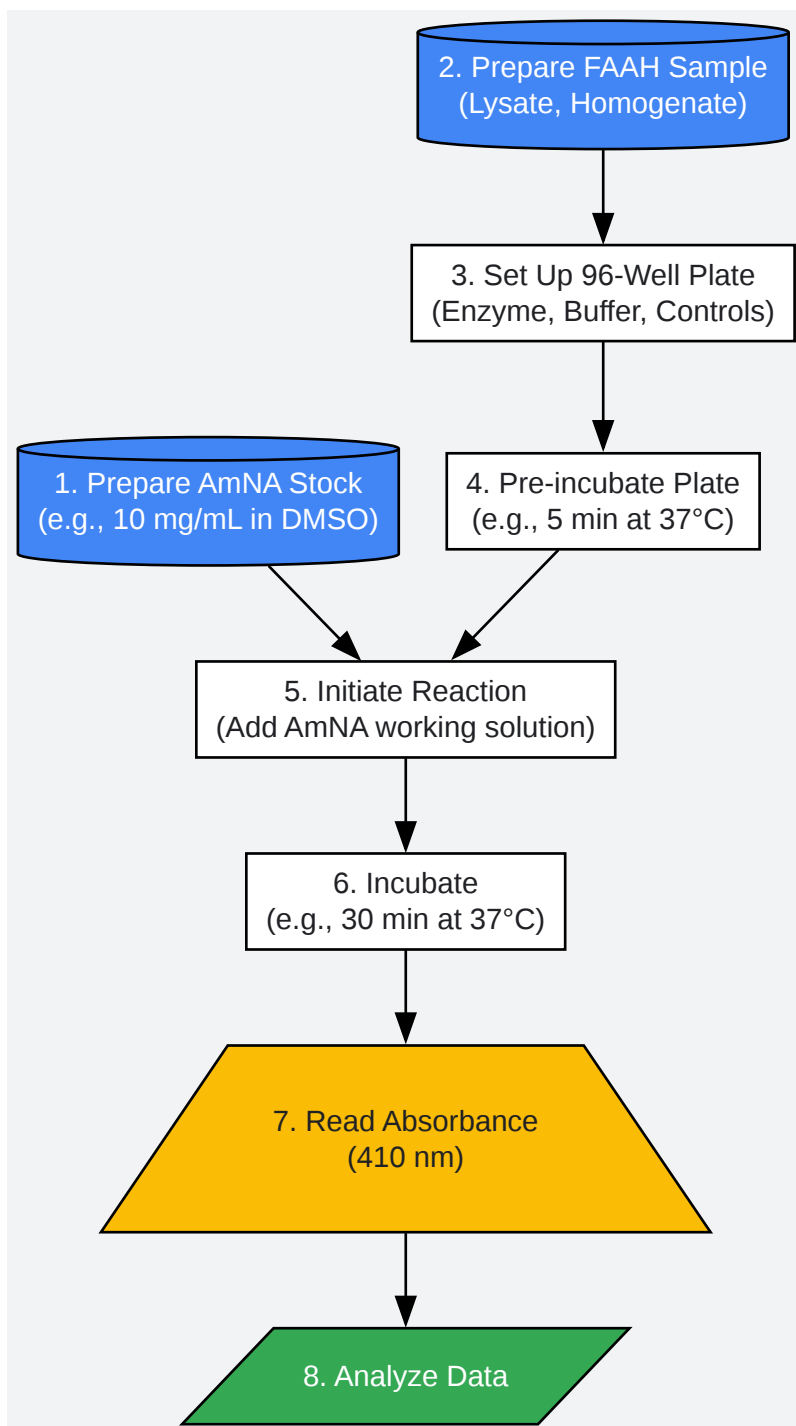 2. Prepare FAAH Sample
(Lysate, Homogenate)
3. Set Up 96-Well Plate
(Enzyme, Buffer, Controls)
1. Prepare AmNA Stock
(e.g., 10 mg/mL in DMSO)
4. Pre-incubate Plate
(e.g., 5 min at 37°C)
5. Initiate Reaction
(Add AmNA working solution)
6. Incubate
(e.g., 30 min at 37°C)
7. Read Absorbance
(410 nm)
8. Analyze Data